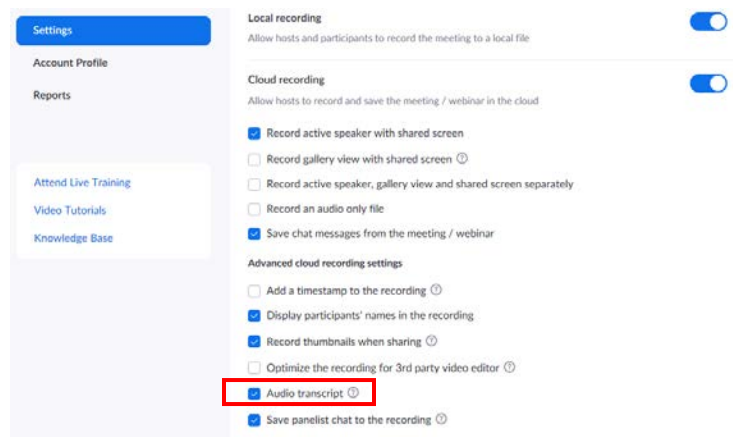 Settings
Account Profile
Reports
Attend Live Training
Video Tutorials
Knowledge Base
Local recording
Allow hosts and participants to record the meeting to a local file
Cloud recording
Allow hosts to record and save the meeting / webinar in the cloud
Record active speaker with shared screen
Record gallery view with shared screen ?
Record active speaker, gallery view and shared screen separately
Record an audio only file
Save chat messages from the meeting / webinar
Advanced cloud recording settings
Add a timestamp to the recording ?
Display participants' names in the recording
Record thumbnails when sharing ?
Optimize the recording for 3rd party video editor ?
Audio transcript ?
Save panelist chat to the recording ?